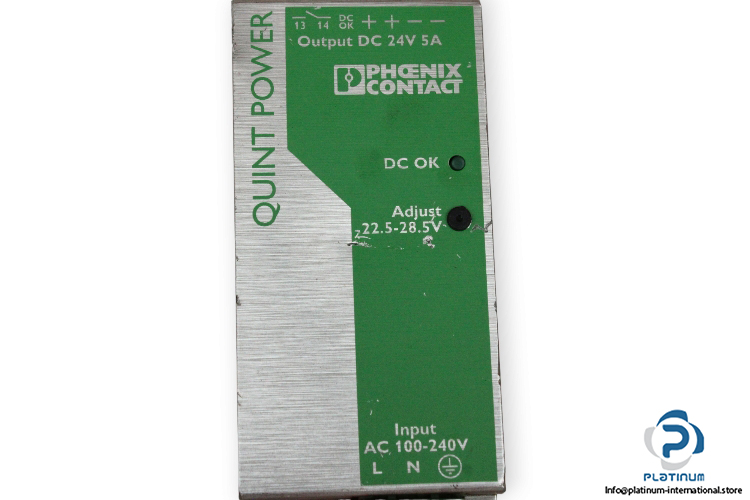 13 14 DC OK + + − −
Output DC 24V 5A
QUINT POWER
PHŒNIX
CONTACT
DC OK
Adjust
22.5-28.5V
Input
AC 100-240V
L N
PLATINUM
Info@platinum-international.store